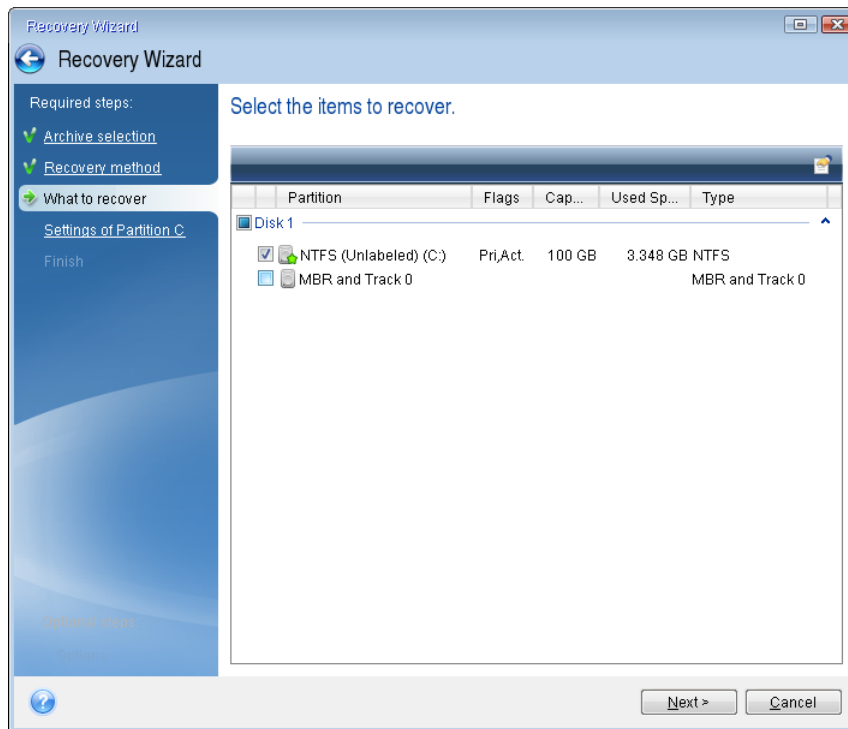 Recovery Wizard
Recovery Wizard
Required steps:
Archive selection
Recovery method
What to recover
Settings of Partition C
Finish
Select the items to recover.
Partition Flags Cap... Used Sp... Type
Disk 1
NTFS (Unlabeled) (C:) Pri,Act. 100 GB 3.348 GB NTFS
MBR and Track 0 MBR and Track 0
Next >
Cancel